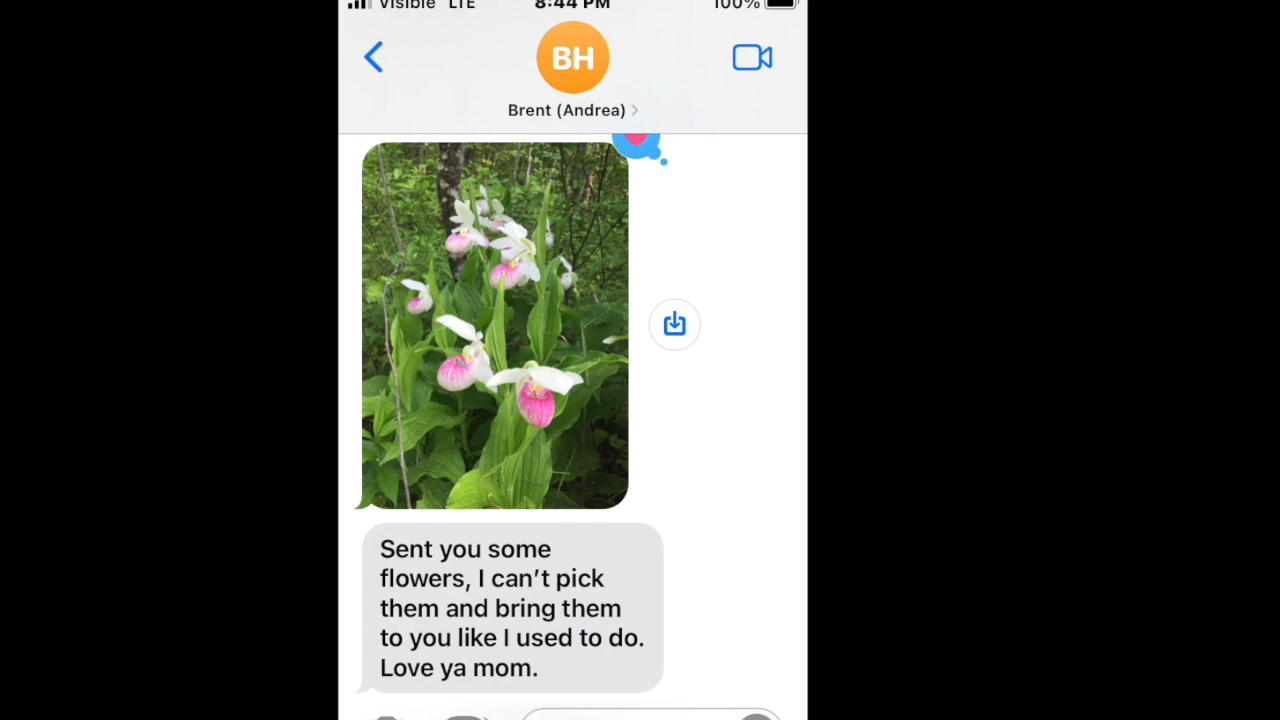 Visible LTE 8:44 PM 100%
BH
Brent (Andrea)
Sent you some
flowers, I can’t pick
them and bring them
to you like I used to do.
Love ya mom.